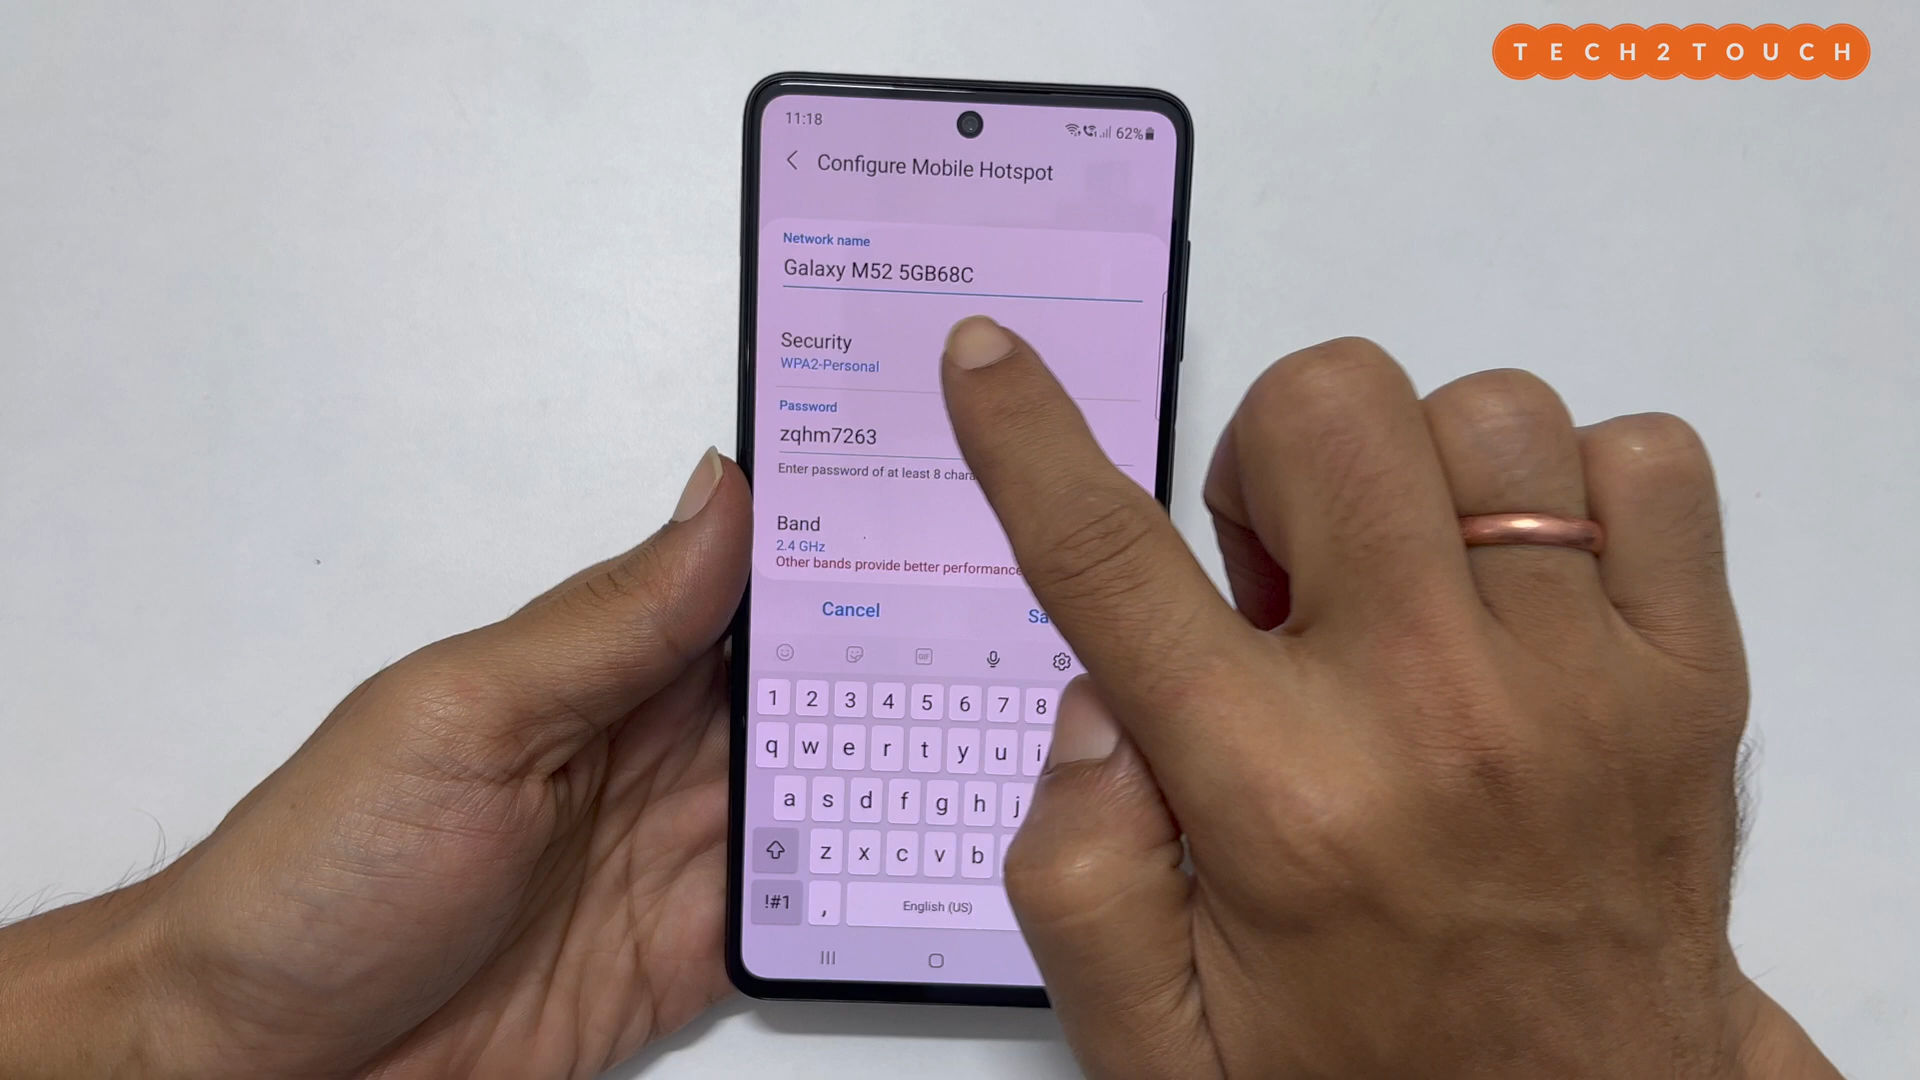 TECH2TOUCH
11:18
62%
Configure Mobile Hotspot
Network name
Galaxy M52 5GB68C
Security
WPA2-Personal
Password
zqhm7263
Enter password of at least 8
Band
2.4 GHz
Other bands provide better performance
Cancel
GIF
1 2 3 4 5 6 7 8
q w e r t y u i
a s d f g h j
z x c v b
!#1 , English (US)